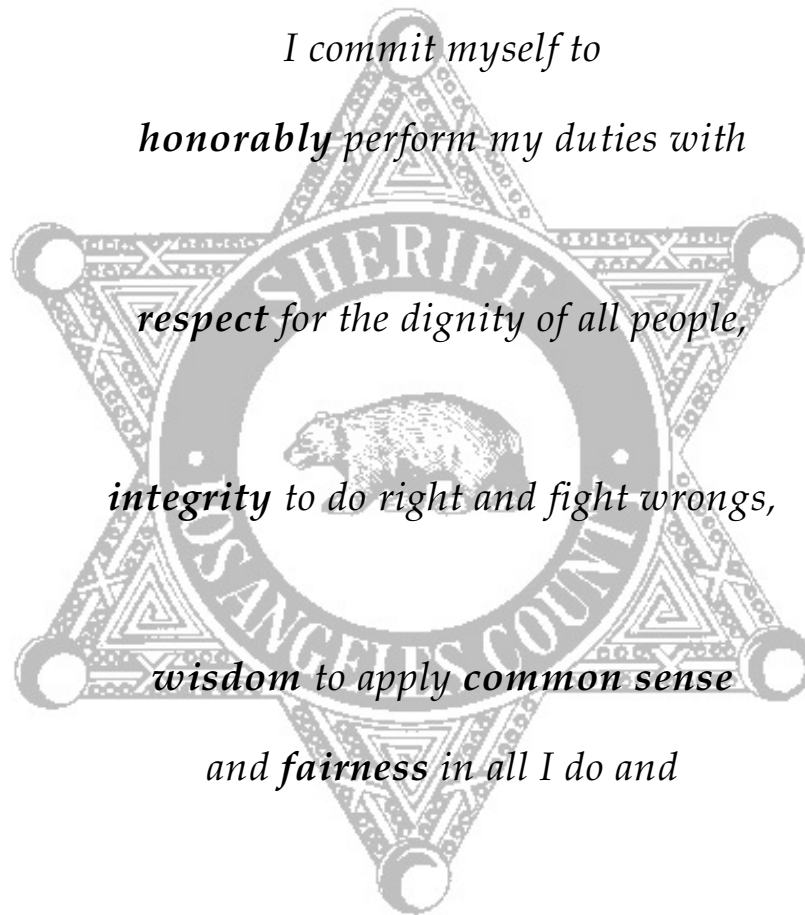 I commit myself to
honorably perform my duties with
SHERIFF
respect for the dignity of all people,
integrity to do right and fight wrongs,
LOS ANGELES COUNTY
wisdom to apply common sense
and fairness in all I do and